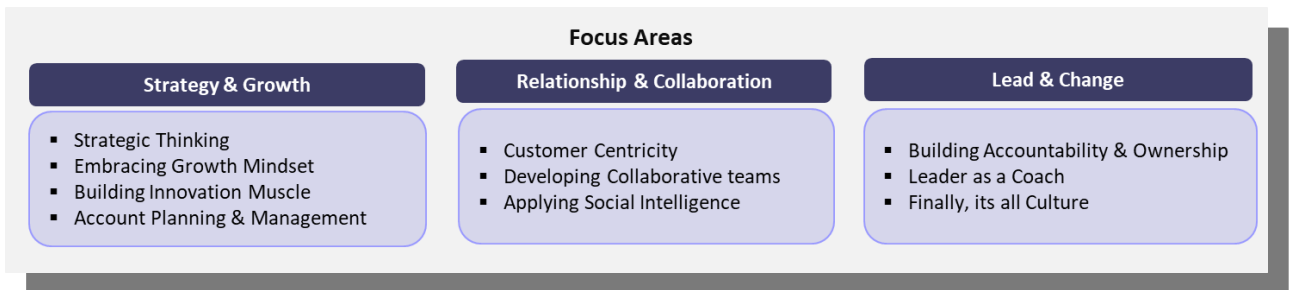 Focus Areas
Strategy & Growth
▪ Strategic Thinking
▪ Embracing Growth Mindset
▪ Building Innovation Muscle
▪ Account Planning & Management
Relationship & Collaboration
▪ Customer Centricity
▪ Developing Collaborative teams
▪ Applying Social Intelligence
Lead & Change
▪ Building Accountability & Ownership
▪ Leader as a Coach
▪ Finally, its all Culture